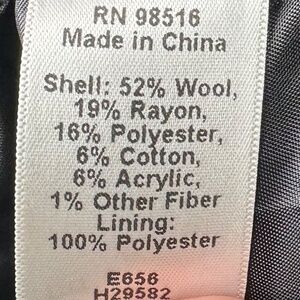 RN 98516
Made in China
Shell: 52% Wool,
19% Rayon,
16% Polyester,
6% Cotton,
6% Acrylic,
1% Other Fiber
Lining:
100% Polyester
E656
H29582